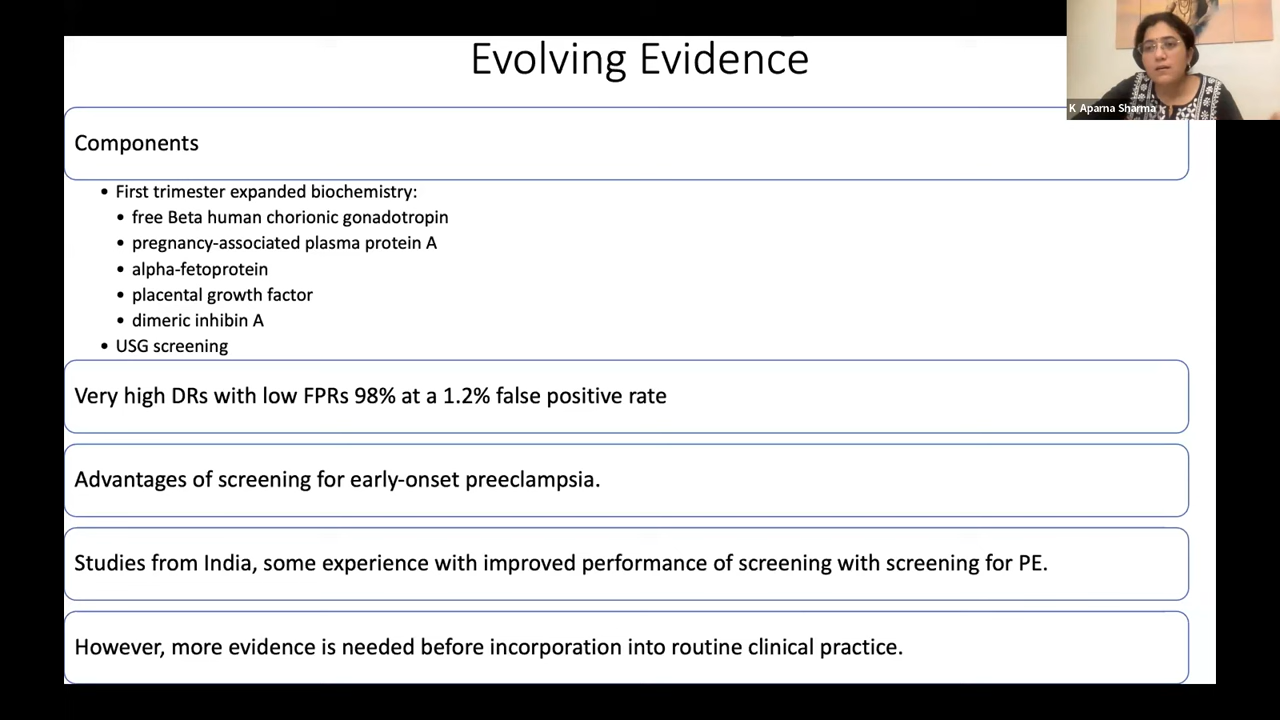 Evolving Evidence
K Aparna Sharma
Components
• First trimester expanded biochemistry:
• free Beta human chorionic gonadotropin
• pregnancy-associated plasma protein A
• alpha-fetoprotein
• placental growth factor
• dimeric inhibin A
• USG screening
Very high DRs with low FPRs 98% at a 1.2% false positive rate
Advantages of screening for early-onset preeclampsia.
Studies from India, some experience with improved performance of screening with screening for PE.
However, more evidence is needed before incorporation into routine clinical practice.